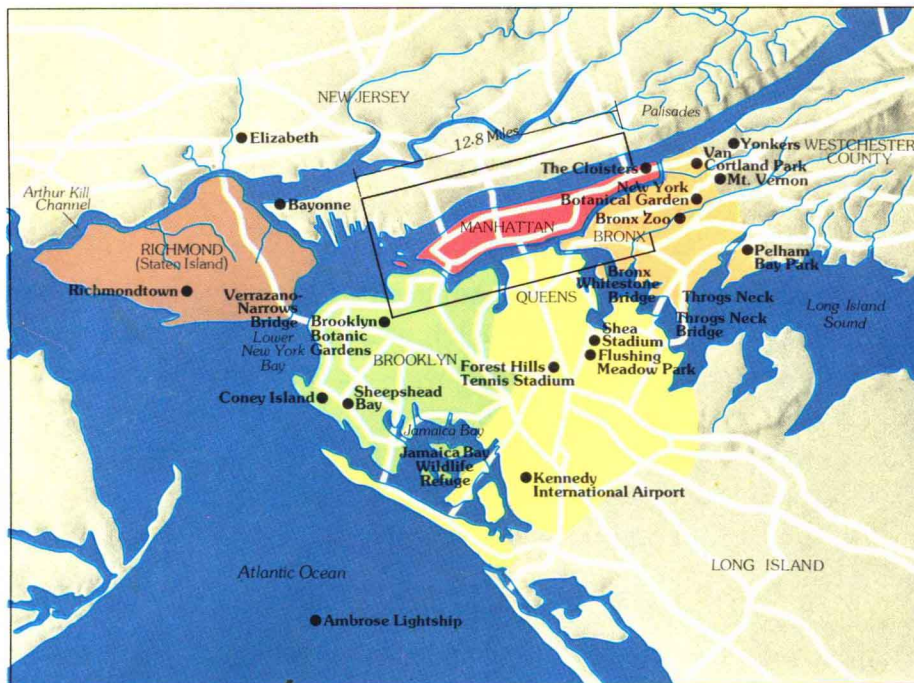 NEW JERSEY
Palisades
12·8 Miles
Elizabeth
Yonkers
WESTCHESTER
COUNTY
Van
Cortland Park
The Cloisters
Mt. Vernon
Arthur Kill
Channel
New York
Botanical Garden
Bayonne
MANHATTAN
Bronx Zoo
BRONX
RICHMOND
(Staten Island)
Pelham
Bay Park
Bronx
Whitestone
Bridge
Richmondtown
QUEENS
Throgs Neck
Long Island
Sound
Verrazano-
Narrows
Bridge
Throgs Neck
Bridge
Brooklyn
Botanic
Gardens
Lower
New York
Bay
Shea
Stadium
Flushing
Meadow Park
BROOKLYN
Forest Hills
Tennis Stadium
Coney Island
Sheepshead
Bay
Jamaica Bay
Jamaica Bay
Wildlife
Refuge
Kennedy
International Airport
LONG ISLAND
Atlantic Ocean
Ambrose Lightship